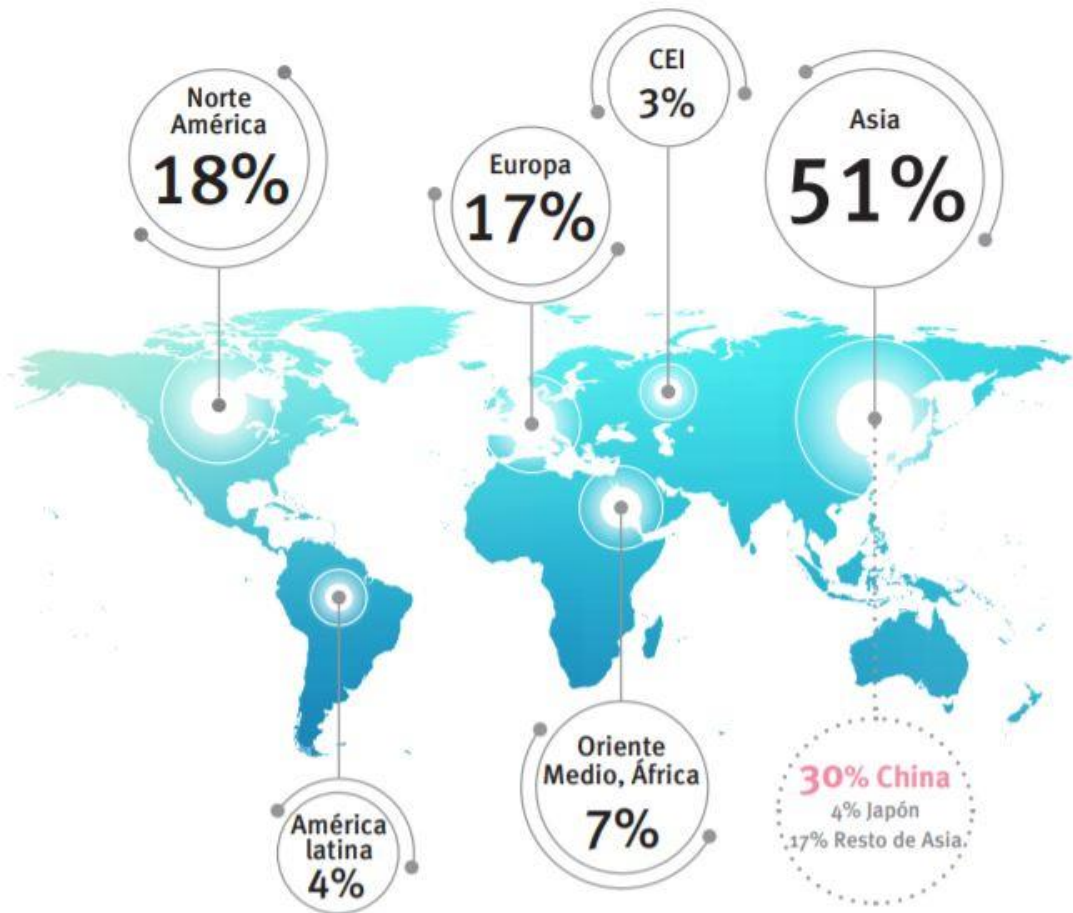 Norte
América
18%
Europa
17%
CEI
3%
Asia
51%
América
latina
4%
Oriente
Medio, África
7%
30% China
4% Japón
17% Resto de Asia.